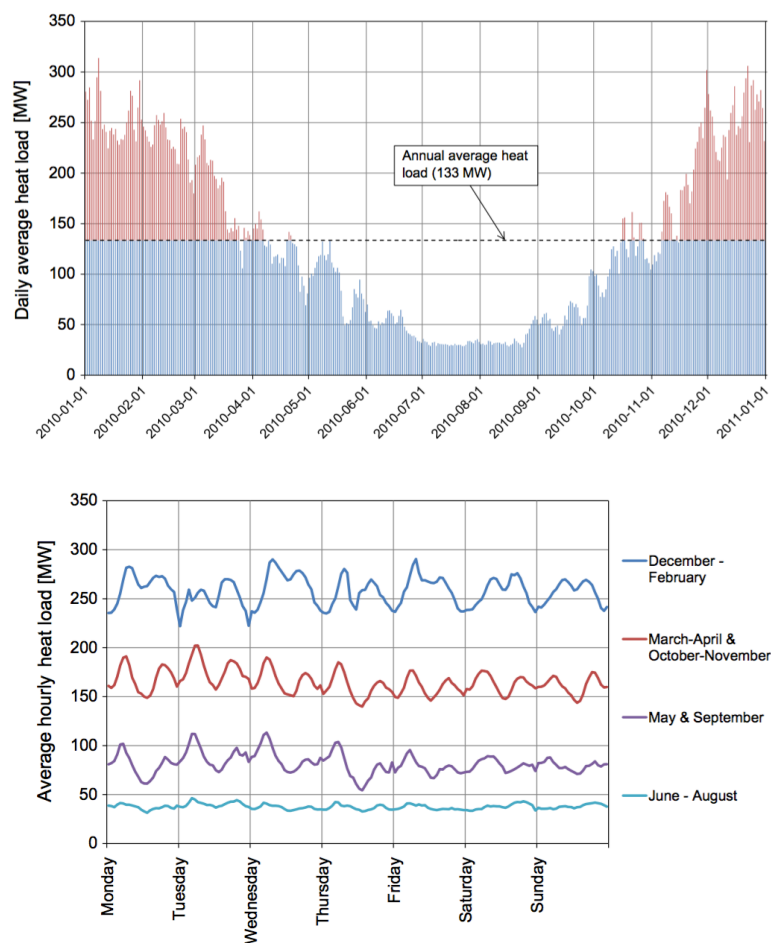 350
300
250
200
150
100
50
0
Daily average heat load [MW]
Annual average heat
load (133 MW)
2010-01-01
2010-02-01
2010-03-01
2010-04-01
2010-05-01
2010-06-01
2010-07-01
2010-08-01
2010-09-01
2010-10-01
2010-11-01
2010-12-01
2011-01-01
350
300
250
200
150
100
50
0
Average hourly heat load [MW]
Monday
Tuesday
Wednesday
Thursday
Friday
Saturday
Sunday
December -
February
March-April &
October-November
May & September
June - August